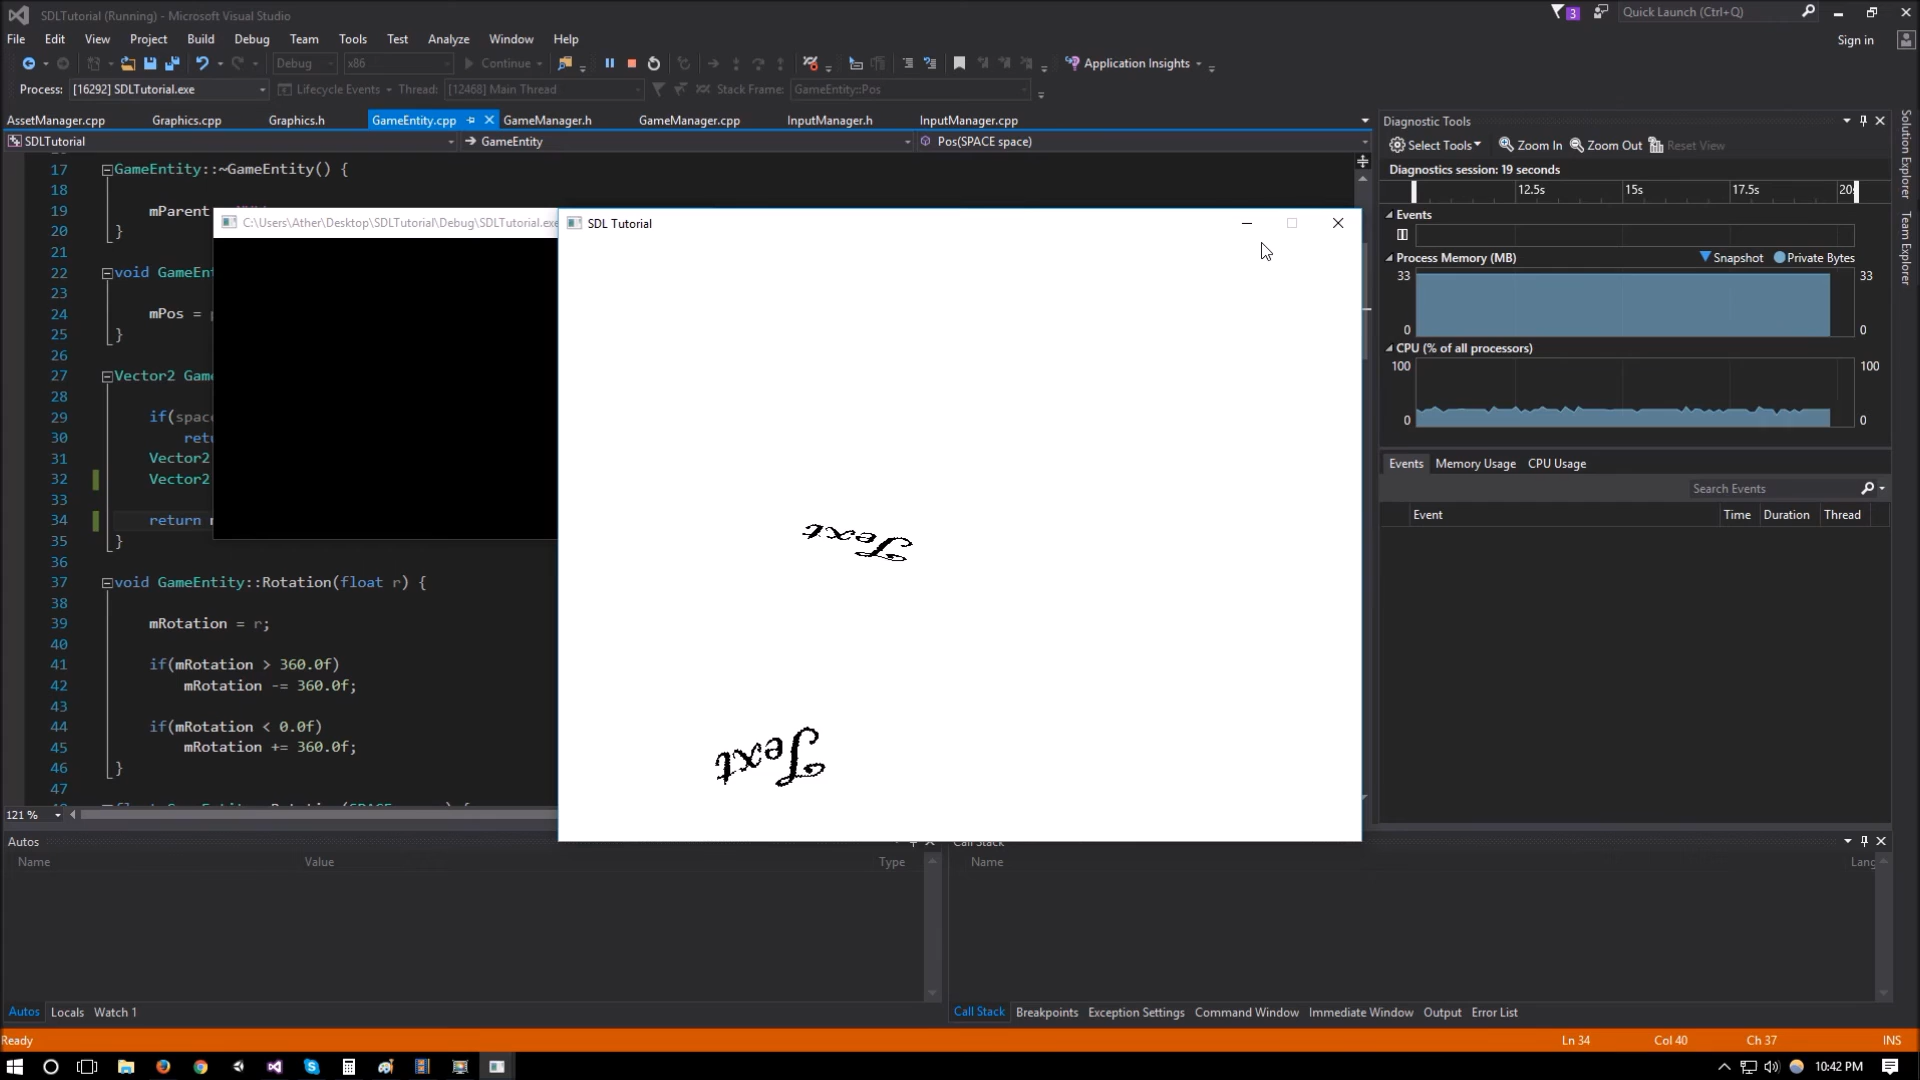 SDLTutorial (Running) - Microsoft Visual Studio
3
Quick Launch (Ctrl+Q)
File Edit View Project Build Debug Team Tools Test Analyze Window Help
Sign in
Debug x86 Continue Application Insights
Process: [16292] SDLTutorial.exe Lifecycle Events Thread: [12468] Main Thread Stack Frame: GameEntity::Pos
AssetManager.cpp Graphics.cpp Graphics.h GameEntity.cpp GameManager.h GameManager.cpp InputManager.h InputManager.cpp
SDLTutorial GameEntity Pos(SPACE space)
17 GameEntity::~GameEntity() {
18
19 mParent
20 }
21
22 void GameEnt
23
24 mPos =
25 }
26
27 Vector2 Game
28
29 if(space
30 retu
31 Vector2
32 Vector2
33
34 return
35 }
36
37 void GameEntity::Rotation(float r) {
38
39 mRotation = r;
40
41 if(mRotation > 360.0f)
42 mRotation -= 360.0f;
43
44 if(mRotation < 0.0f)
45 mRotation += 360.0f;
46 }
47
121 %
C:\Users\Ather\Desktop\SDLTutorial\Debug\SDLTutorial.exe
SDL Tutorial
Text
Text
Diagnostic Tools
Select Tools Zoom In Zoom Out Reset View
Diagnostics session: 19 seconds
12.5s 15s 17.5s 20s
Events
Process Memory (MB) Snapshot Private Bytes
33 33
0 0
CPU (% of all processors)
100 100
0 0
Events Memory Usage CPU Usage
Search Events
Event Time Duration Thread
Solution Explorer
Team Explorer
Autos
Name Value Type
Call Stack
Name Lang
Autos Locals Watch 1
Call Stack Breakpoints Exception Settings Command Window Immediate Window Output Error List
Ready Ln 34 Col 40 Ch 37 INS
10:42 PM